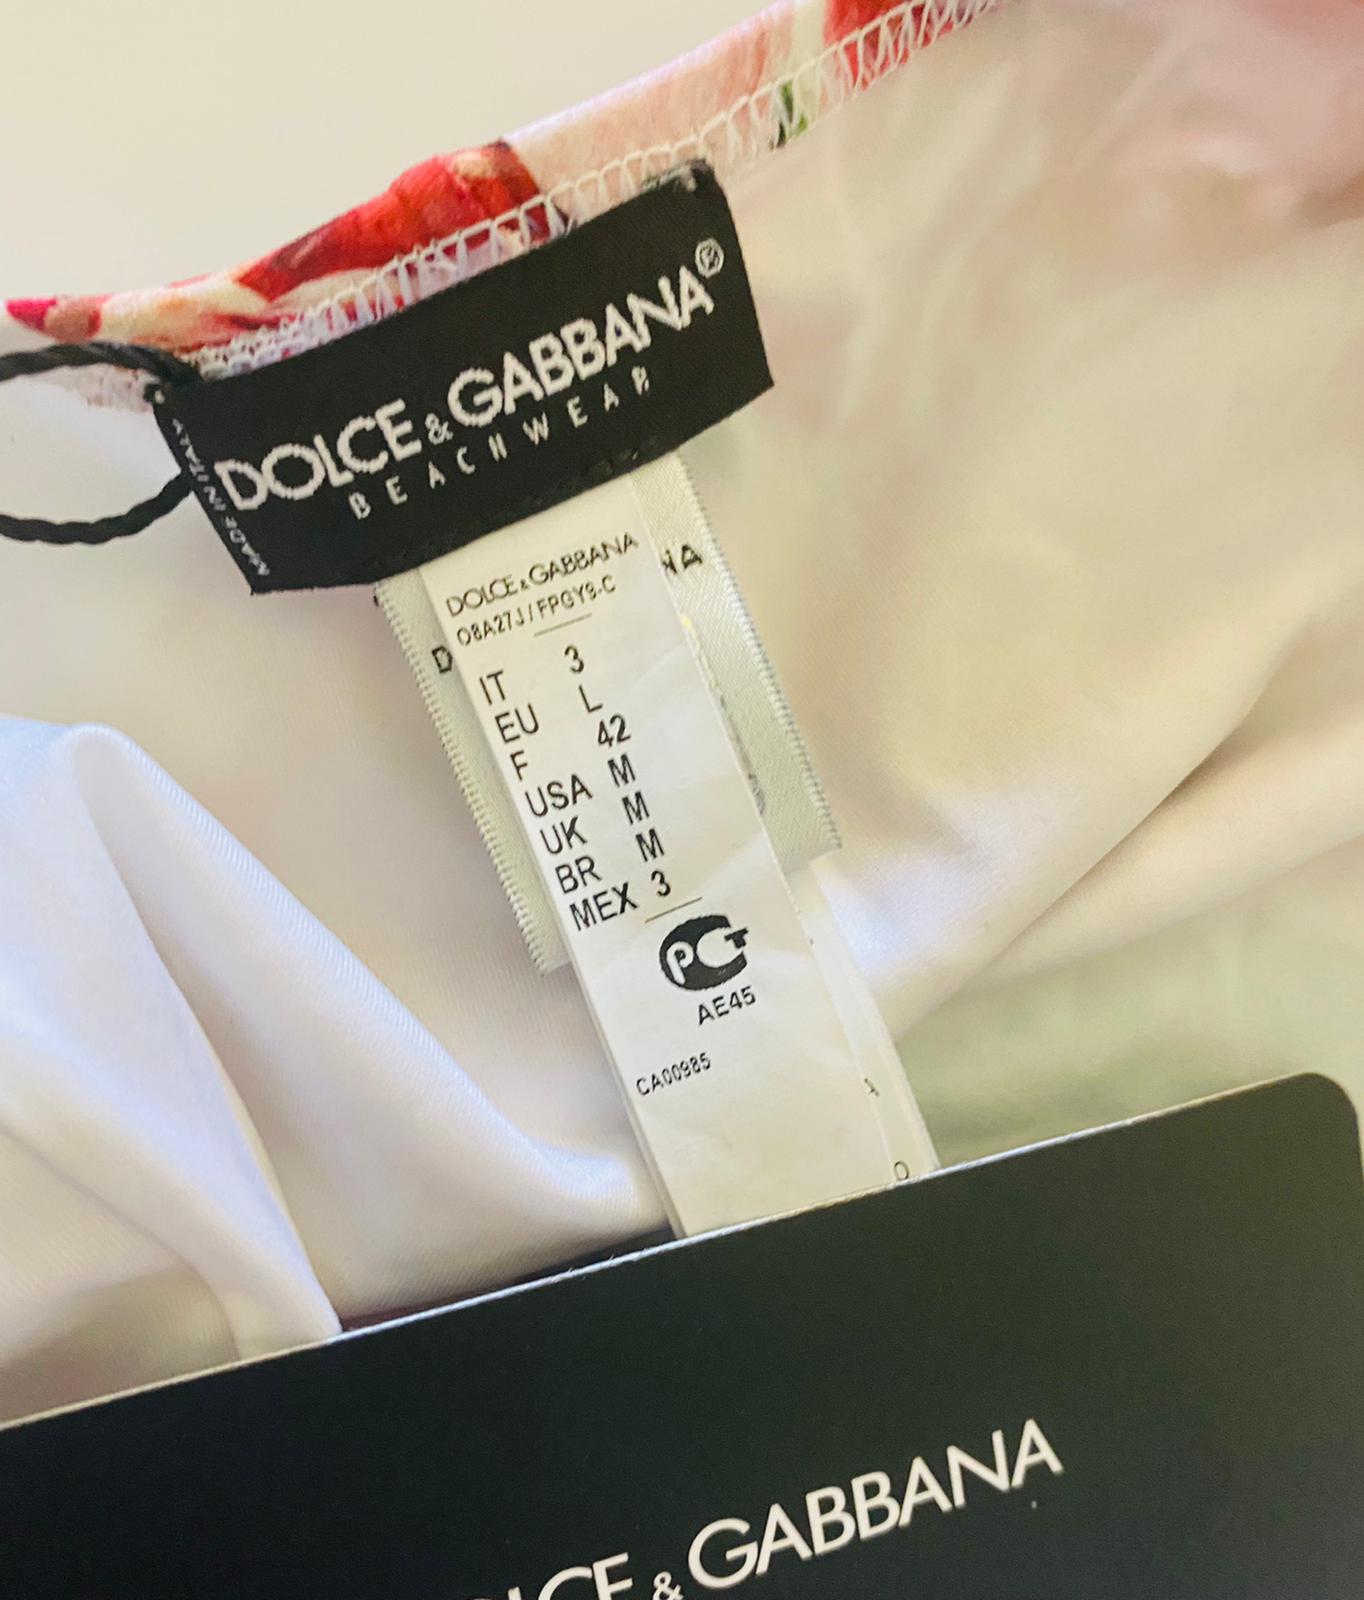 DOLCE & GABBANA®
BEACHWEAR
MADE IN ITALY
DOLCE & GABBANA
O8A27J / FPGY9-C
IT 3
EU L
F 42
USA M
UK M
BR M
MEX 3
PCT
AE45
CA00985
D
NA
& GABBANA